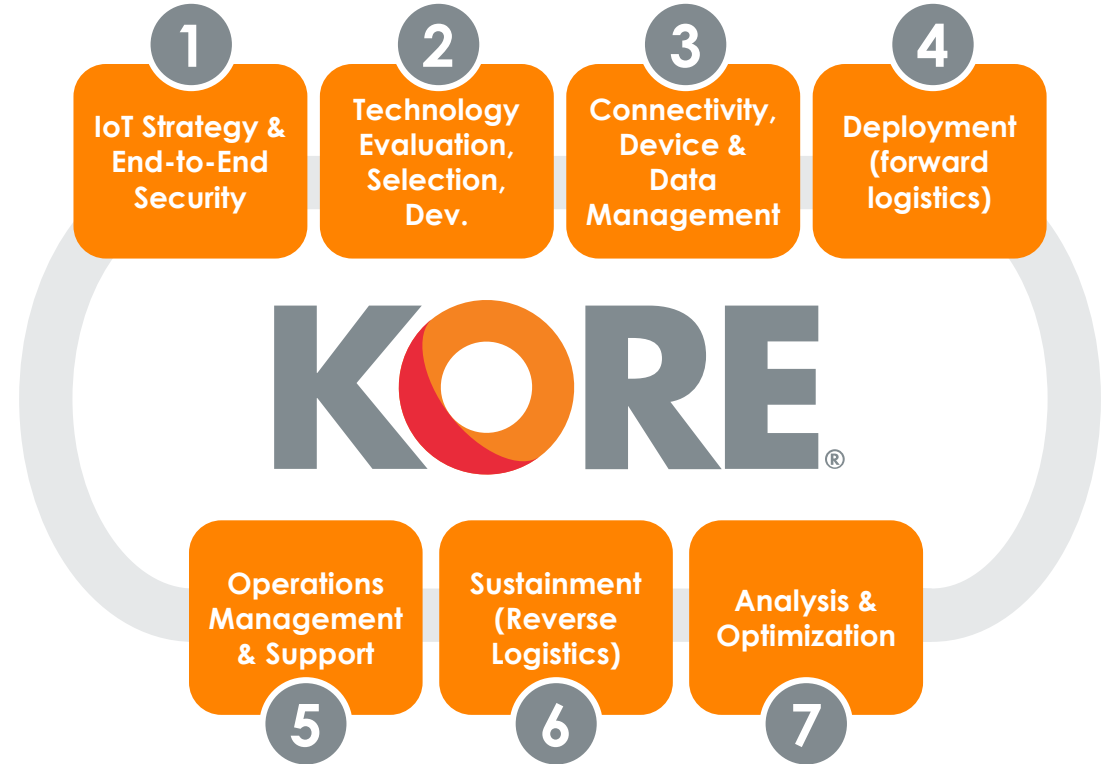 1
IoT Strategy &
End-to-End
Security
2
Technology
Evaluation,
Selection,
Dev.
3
Connectivity,
Device &
Data
Management
4
Deployment
(forward
logistics)
KORE®
Operations
Management
& Support
5
Sustainment
(Reverse
Logistics)
6
Analysis &
Optimization
7